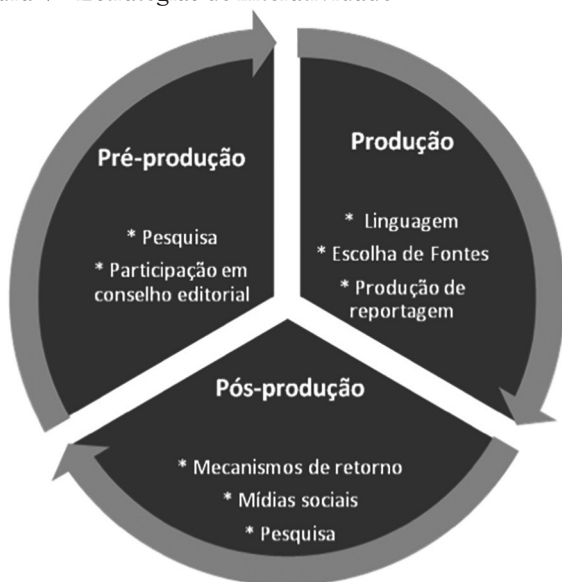 Pré-produção
* Pesquisa
* Participação em
conselho editorial
Produção
* Linguagem
* Escolha de Fontes
* Produção de
reportagem
Pós-produção
* Mecanismos de retorno
* Mídias sociais
* Pesquisa